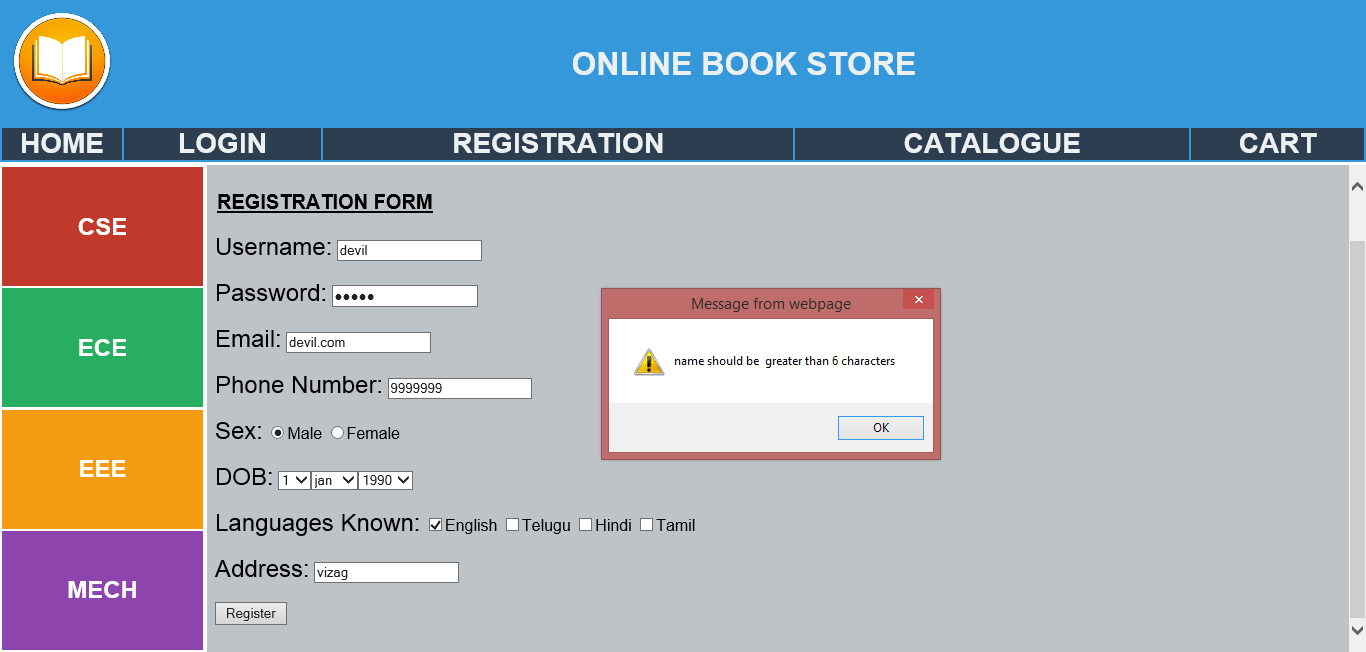 ONLINE BOOK STORE
HOME LOGIN REGISTRATION CATALOGUE CART
CSE
ECE
EEE
MECH
REGISTRATION FORM
Username: devil
Password: •••••
Email: devil.com
Phone Number: 9999999
Sex: Male Female
DOB: 1 jan 1990
Languages Known: English Telugu Hindi Tamil
Address: vizag
Register
Message from webpage
name should be  greater than 6 characters
OK